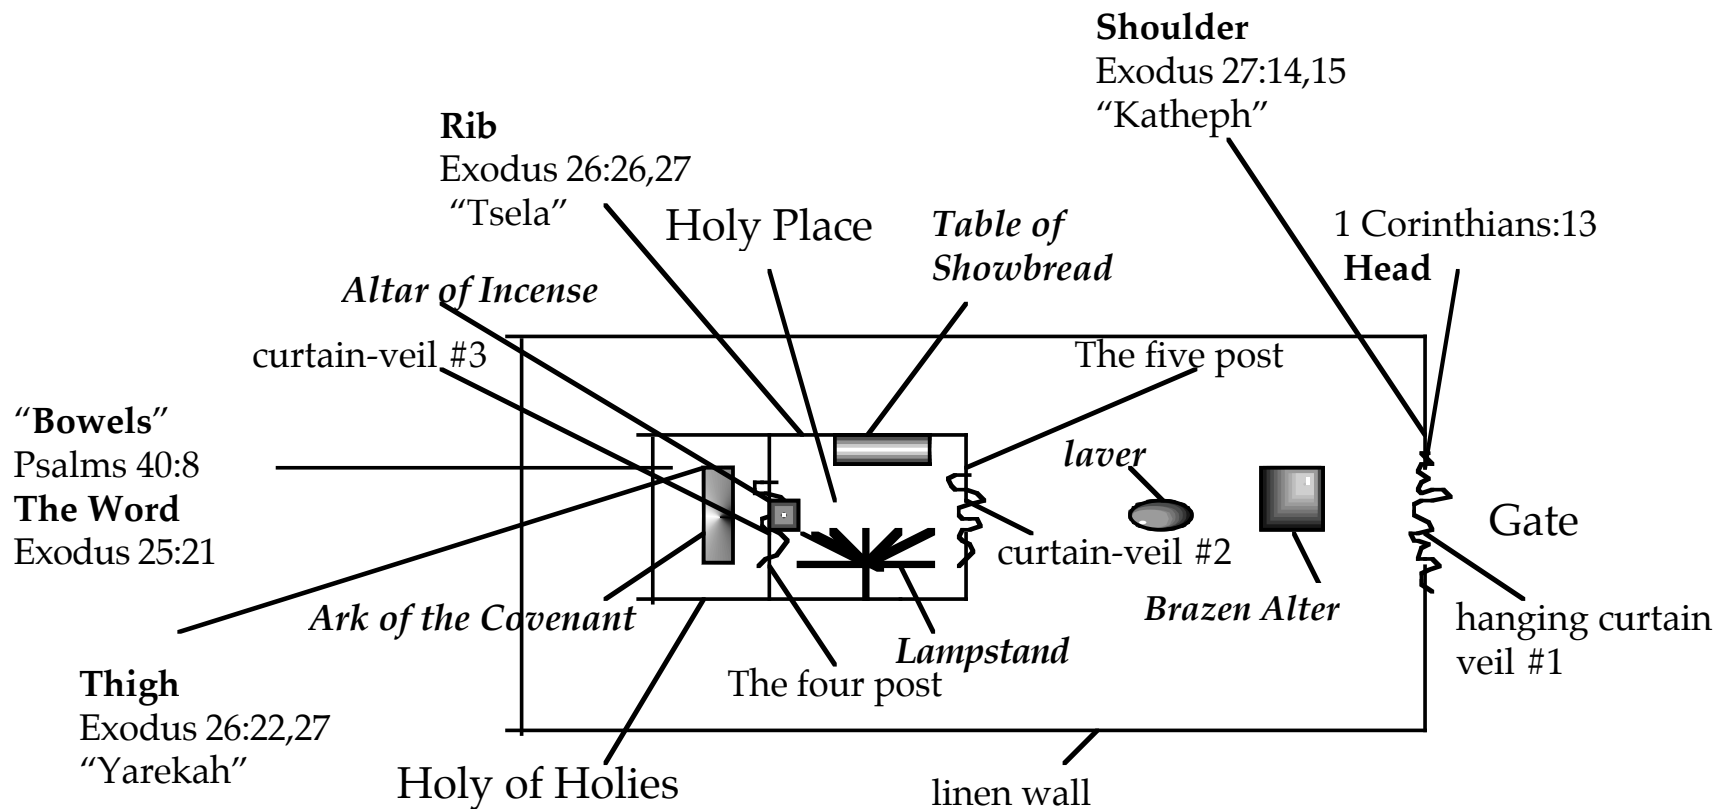 Shoulder
Exodus 27:14,15
“Katheph”
Rib
Exodus 26:26,27
“Tsela”
Holy Place
Table of
Showbread
1 Corinthians:13
Head
Altar of Incense
curtain-veil #3
The five post
“Bowels”
Psalms 40:8
The Word
Exodus 25:21
laver
Gate
curtain-veil #2
Ark of the Covenant
Brazen Alter
hanging curtain
veil #1
Lampstand
The four post
Thigh
Exodus 26:22,27
“Yarekah”
Holy of Holies
linen wall